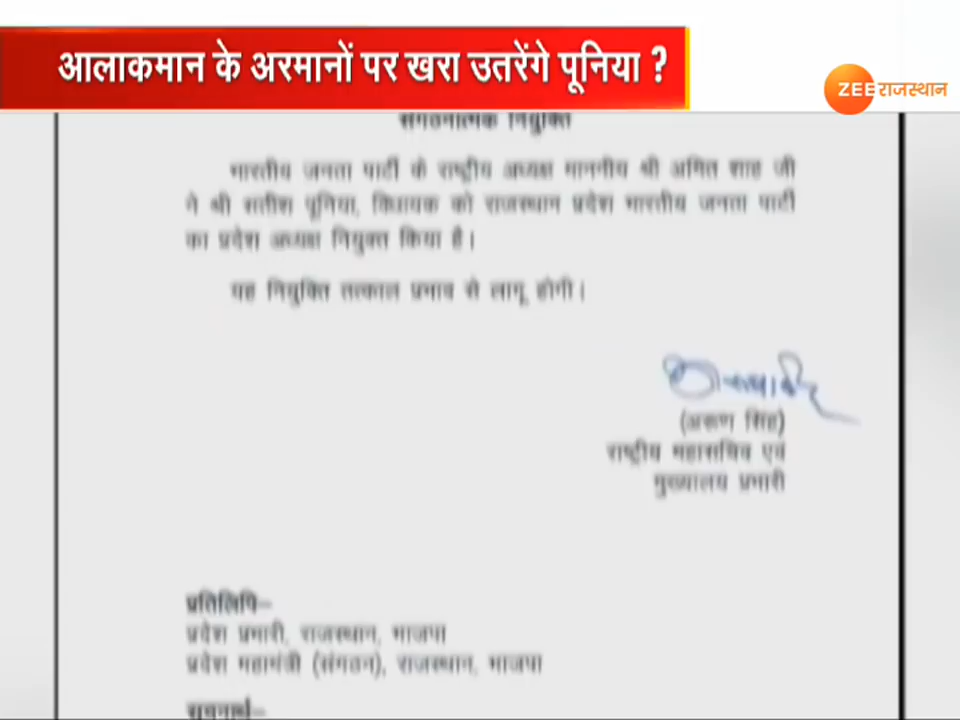 आलाकमान के अरमानों पर खरा उतरेंगे पूनिया ?
ZEE राजस्थान
संगठनात्मक नियुक्ति
भारतीय जनता पार्टी के राष्ट्रीय अध्यक्ष माननीय श्री अमित शाह जी
ने श्री सतीश पूनिया, विधायक को राजस्थान प्रदेश भारतीय जनता पार्टी
का प्रदेश अध्यक्ष नियुक्त किया है।
यह नियुक्ति तत्काल प्रभाव से लागू होगी।
(अरूण सिंह)
राष्ट्रीय महासचिव एवं
मुख्यालय प्रभारी
प्रतिलिपि-
प्रदेश प्रभारी, राजस्थान, भाजपा
प्रदेश महामंत्री (संगठन), राजस्थान, भाजपा
सूचनार्थ-